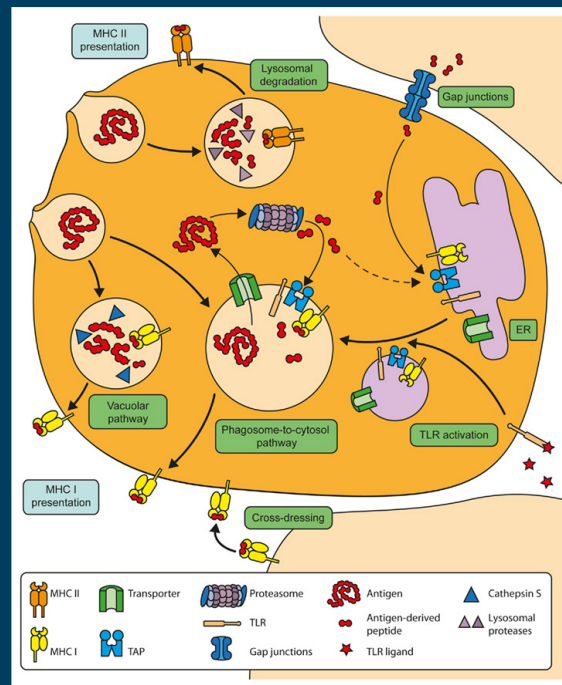 MHC II
presentation
Lysosomal
degradation
Gap junctions
ER
Vacuolar
pathway
Phagosome-to-cytosol
pathway
TLR activation
MHC I
presentation
Cross-dressing
MHC II
Transporter
Proteasome
Antigen
Cathepsin S
TLR
Antigen-derived
peptide
Lysosomal
proteases
MHC I
TAP
Gap junctions
TLR ligand